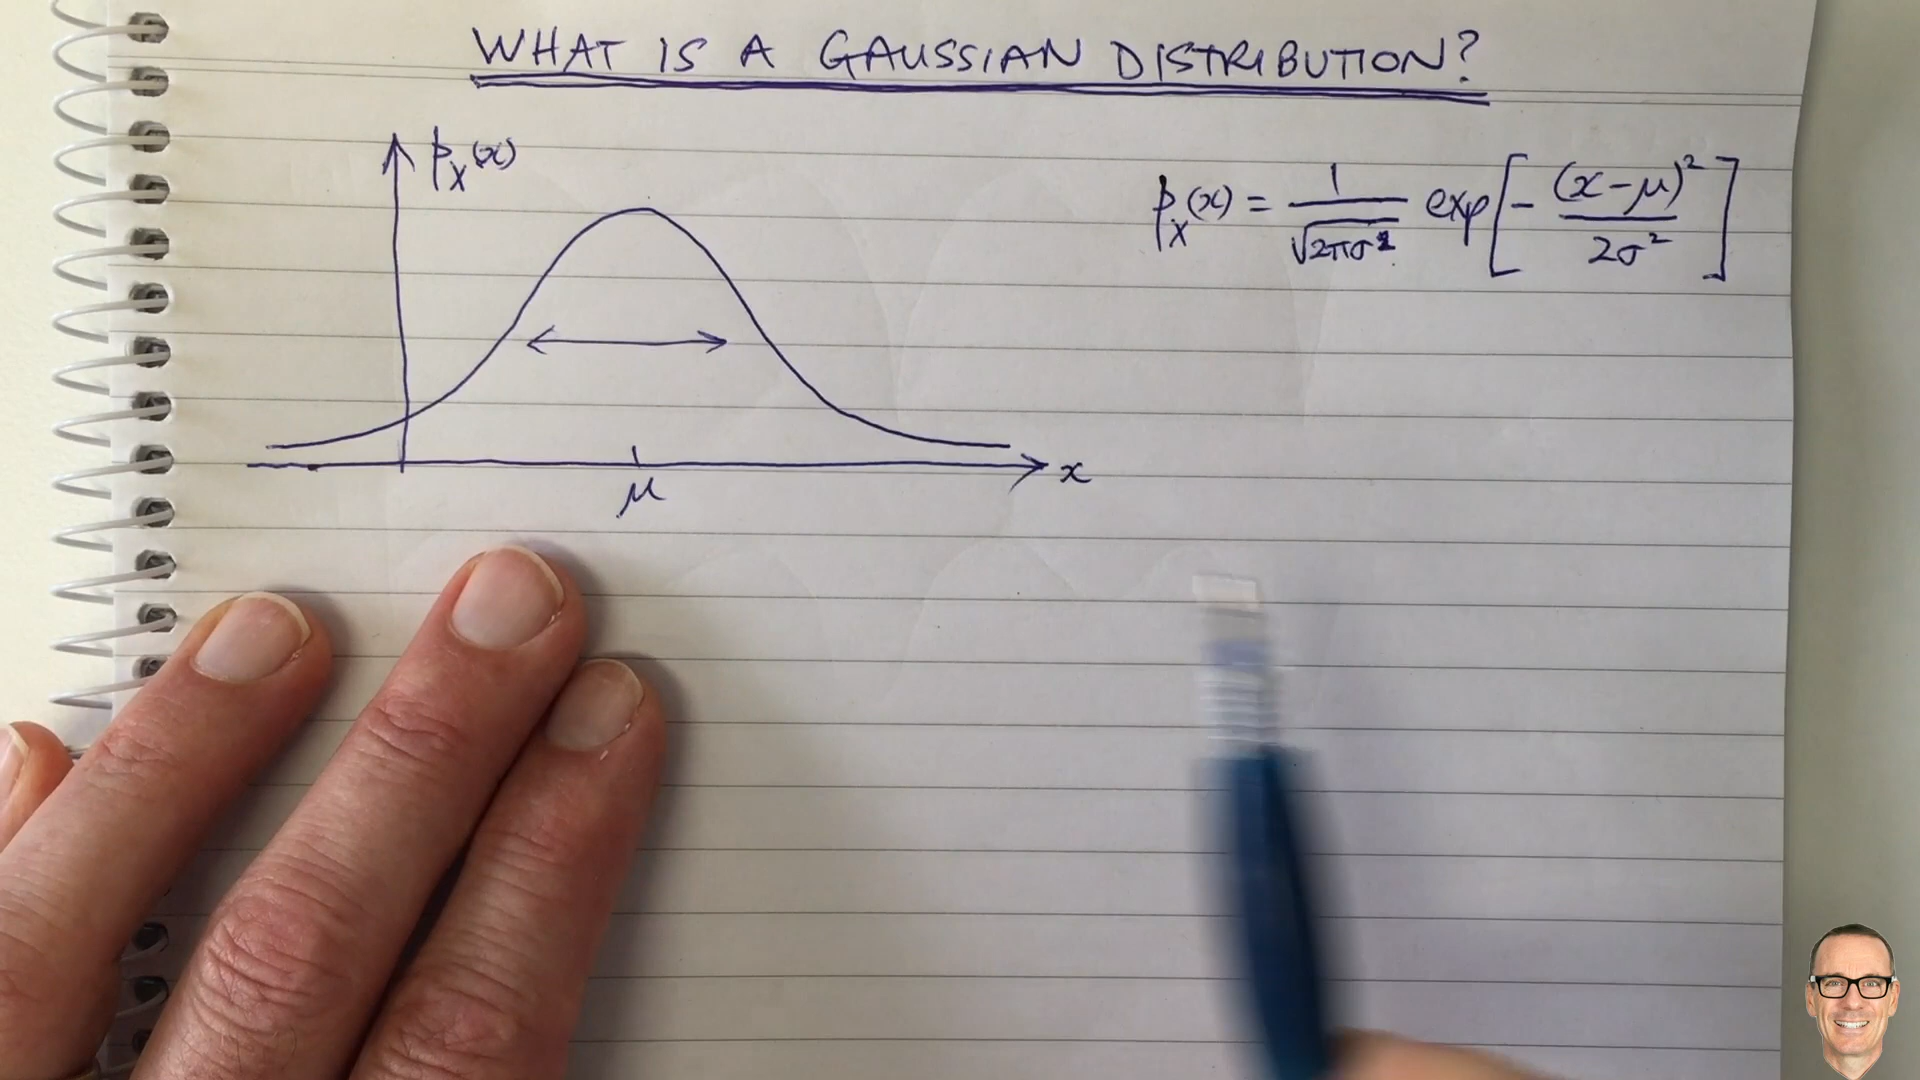 WHAT IS A GAUSSIAN DISTRIBUTION?
p_X(x)
p_X(x) = 1/√(2πσ²) exp[-(x-μ)²/2σ²]
x
μ